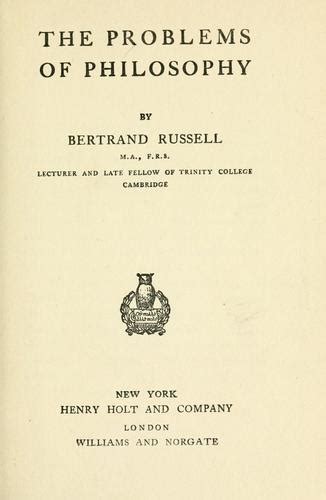 THE PROBLEMS
OF PHILOSOPHY
BY
BERTRAND RUSSELL
M.A., F.R.S.
LECTURER AND LATE FELLOW OF TRINITY COLLEGE
CAMBRIDGE
NEW YORK
HENRY HOLT AND COMPANY
LONDON
WILLIAMS AND NORGATE